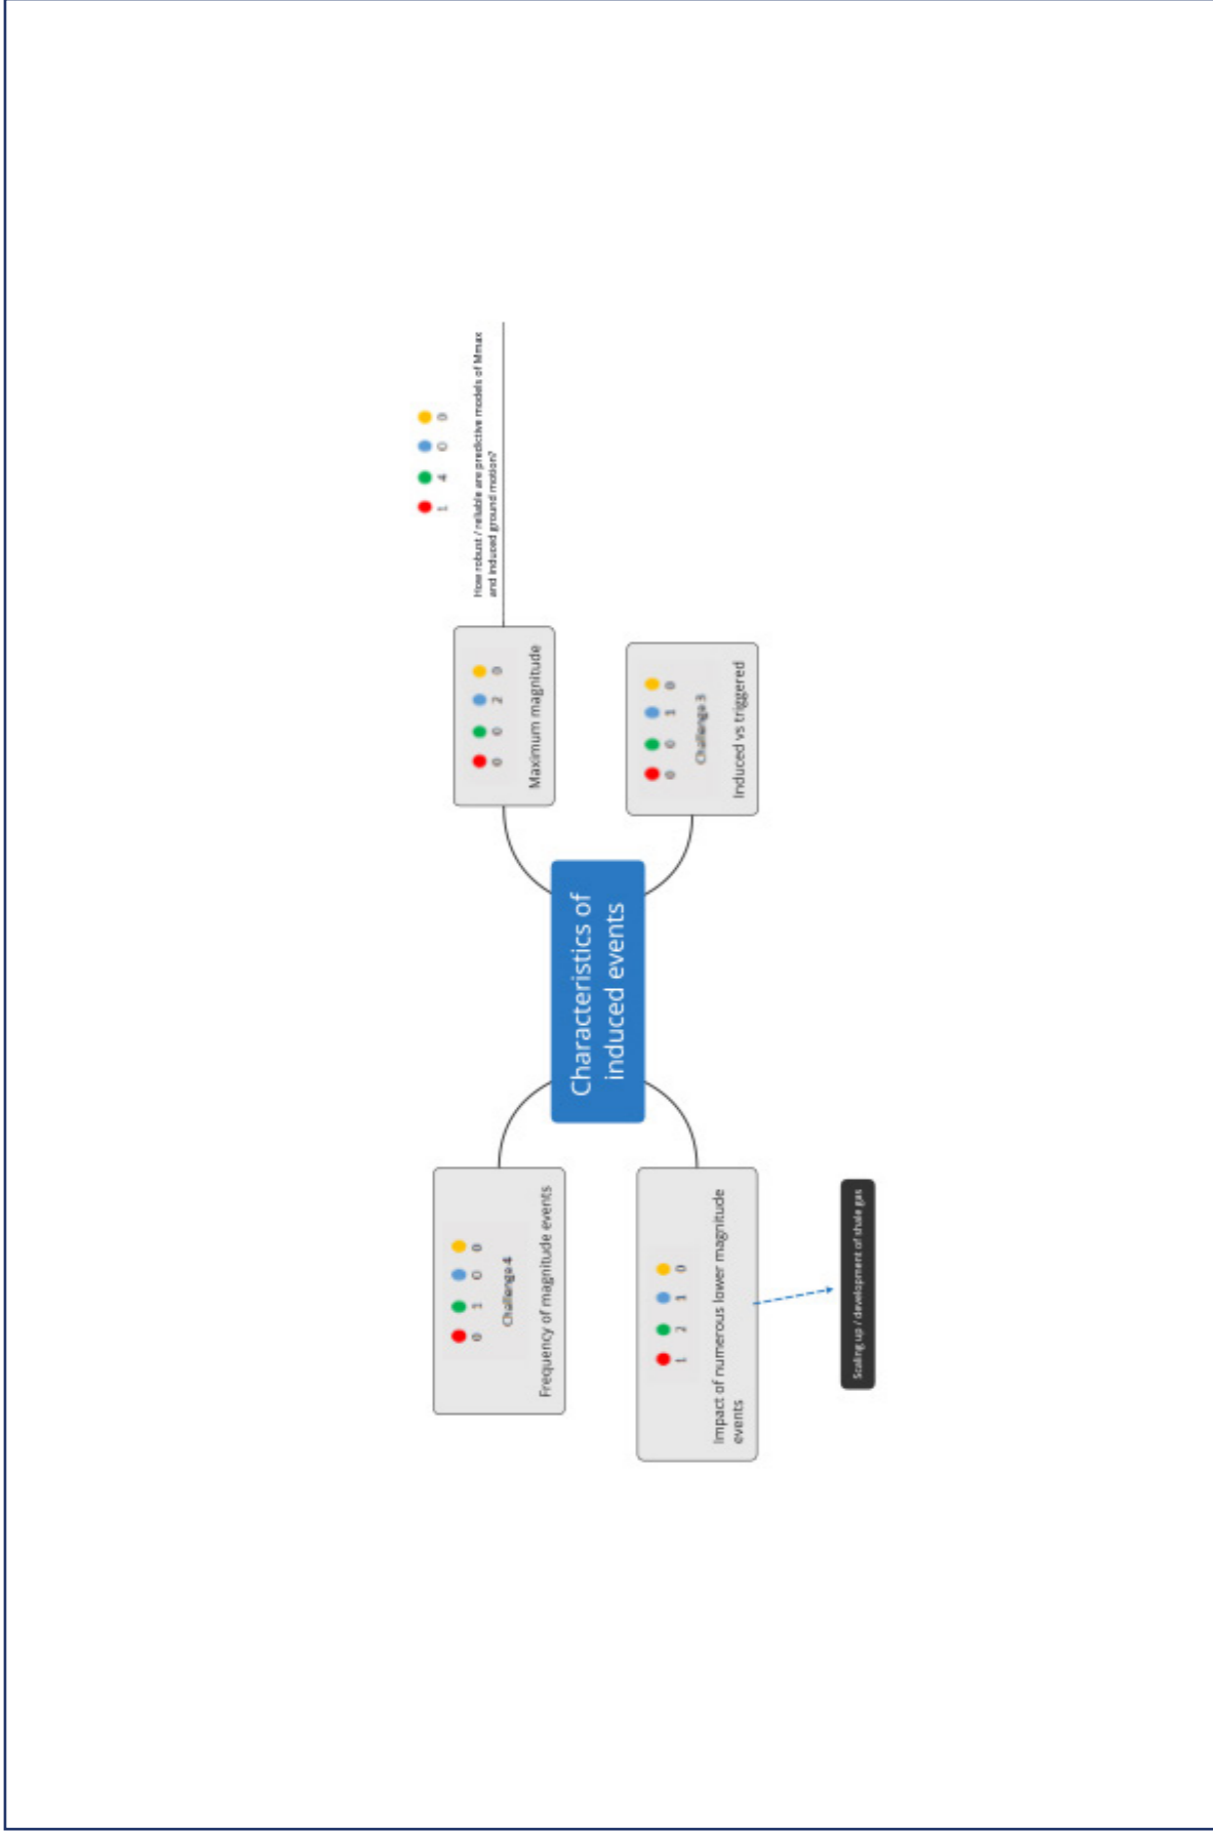 Characteristics of
induced events
0 1 0 0
Challenge 4
Frequency of magnitude events
0 0 2 0
Maximum magnitude
1 4 0 0
How robust / reliable are predictive models of Mmax
and induced ground motion?
1 2 1 0
Impact of numerous lower magnitude
events
Scaling up / development of shale gas
0 0 1 0
Challenge 3
Induced vs triggered